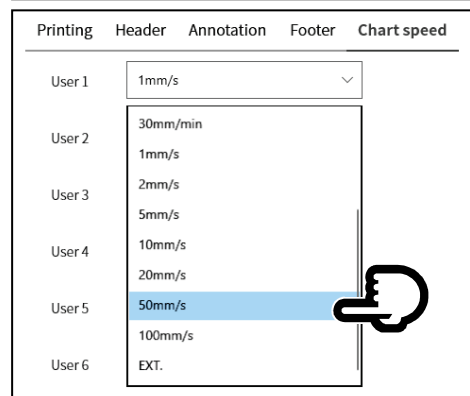 Printing Header Annotation Footer Chart speed
User 1 1mm/s
30mm/min
User 2
1mm/s
2mm/s
User 3
5mm/s
User 4 10mm/s
20mm/s
User 5 50mm/s
100mm/s
User 6 EXT.